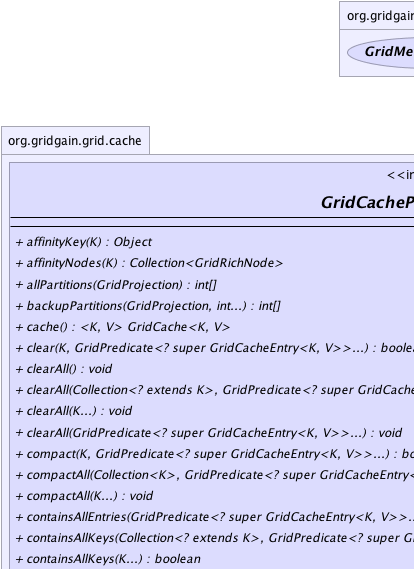 org.gridgain
GridMe
org.gridgain.grid.cache
<<in
GridCacheP
+ affinityKey(K) : Object
+ affinityNodes(K) : Collection<GridRichNode>
+ allPartitions(GridProjection) : int[]
+ backupPartitions(GridProjection, int...) : int[]
+ cache() : <K, V> GridCache<K, V>
+ clear(K, GridPredicate<? super GridCacheEntry<K, V>>...) : boolea
+ clearAll() : void
+ clearAll(Collection<? extends K>, GridPredicate<? super GridCache
+ clearAll(K...) : void
+ clearAll(GridPredicate<? super GridCacheEntry<K, V>>...) : void
+ compact(K, GridPredicate<? super GridCacheEntry<K, V>>...) : bo
+ compactAll(Collection<K>, GridPredicate<? super GridCacheEntry<
+ compactAll(K...) : void
+ containsAllEntries(GridPredicate<? super GridCacheEntry<K, V>>...
+ containsAllKeys(Collection<? extends K>, GridPredicate<? super Gr
+ containsAllKeys(K...) : boolean